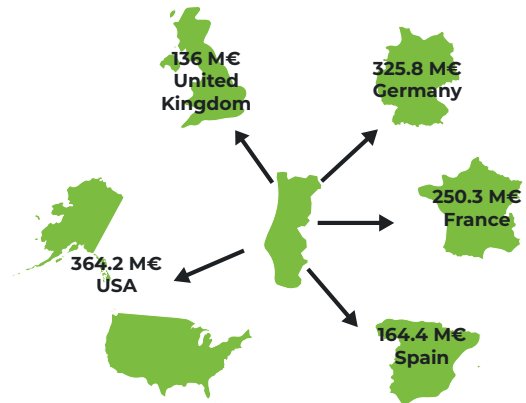 136 M€
United
Kingdom
325.8 M€
Germany
250.3 M€
France
364.2 M€
USA
164.4 M€
Spain